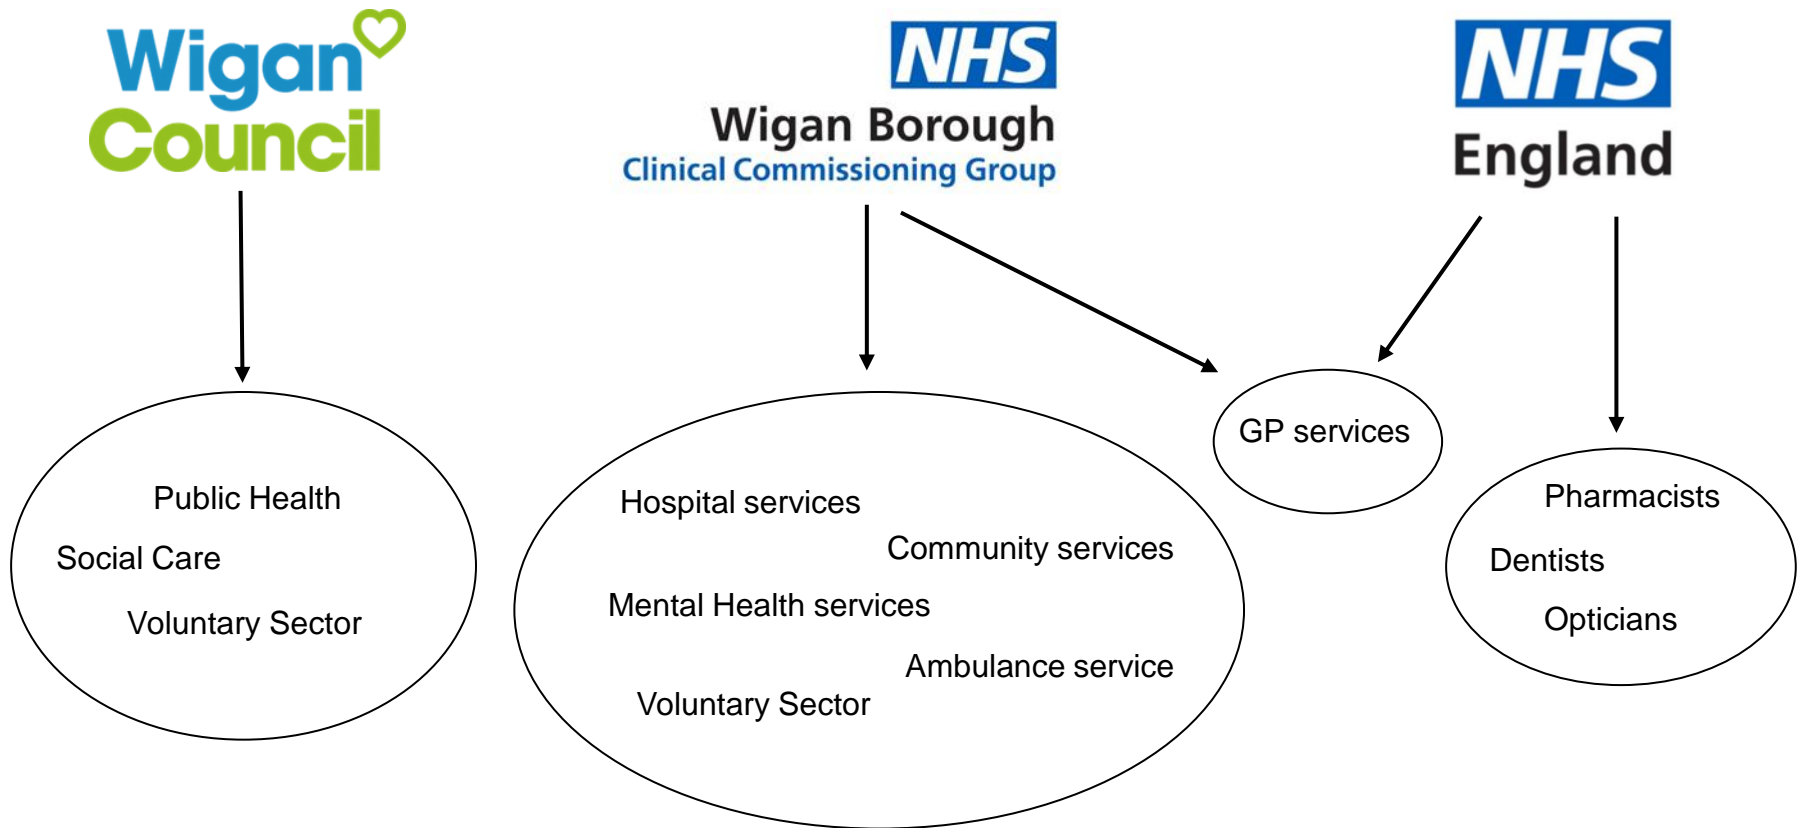 Wigan
Council
NHS
Wigan Borough
Clinical Commissioning Group
NHS
England
Public Health
Social Care
Voluntary Sector
Hospital services
Community services
Mental Health services
Ambulance service
Voluntary Sector
GP services
Pharmacists
Dentists
Opticians